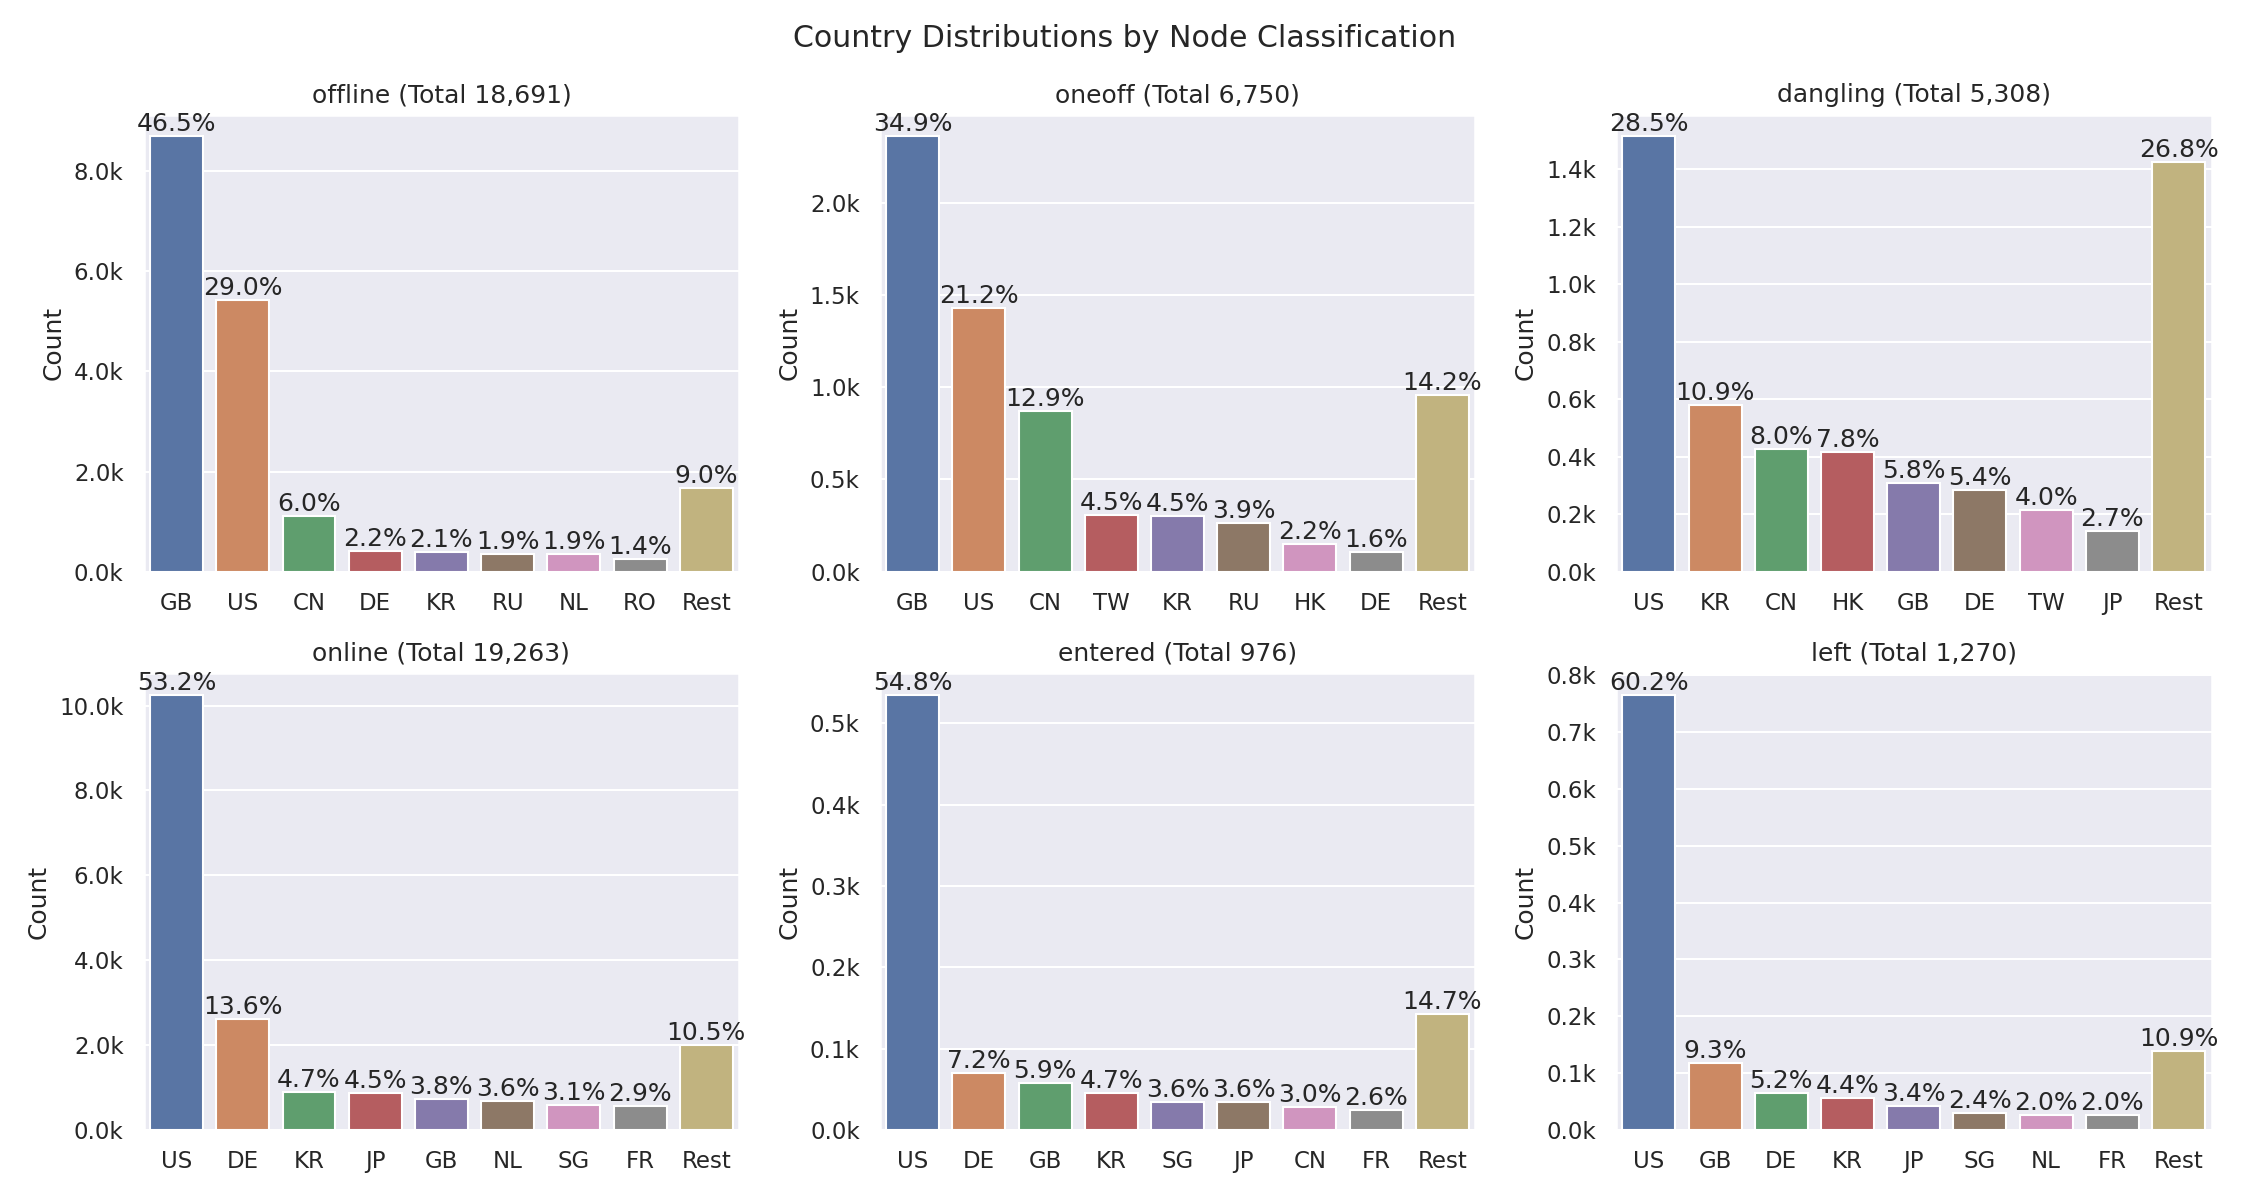 Country Distributions by Node Classification
offline (Total 18,691)
46.5%
29.0%
6.0%
2.2%
2.1%
1.9%
1.9%
1.4%
9.0%
8.0k
6.0k
4.0k
2.0k
0.0k
Count
GB US CN DE KR RU NL RO Rest
oneoff (Total 6,750)
34.9%
21.2%
12.9%
4.5%
4.5%
3.9%
2.2%
1.6%
14.2%
2.0k
1.5k
1.0k
0.5k
0.0k
Count
GB US CN TW KR RU HK DE Rest
dangling (Total 5,308)
28.5%
10.9%
8.0%
7.8%
5.8%
5.4%
4.0%
2.7%
26.8%
1.4k
1.2k
1.0k
0.8k
0.6k
0.4k
0.2k
0.0k
Count
US KR CN HK GB DE TW JP Rest
online (Total 19,263)
53.2%
13.6%
4.7%
4.5%
3.8%
3.6%
3.1%
2.9%
10.5%
10.0k
8.0k
6.0k
4.0k
2.0k
0.0k
Count
US DE KR JP GB NL SG FR Rest
entered (Total 976)
54.8%
7.2%
5.9%
4.7%
3.6%
3.6%
3.0%
2.6%
14.7%
0.5k
0.4k
0.3k
0.2k
0.1k
0.0k
Count
US DE GB KR SG JP CN FR Rest
left (Total 1,270)
60.2%
9.3%
5.2%
4.4%
3.4%
2.4%
2.0%
2.0%
10.9%
0.8k
0.7k
0.6k
0.5k
0.4k
0.3k
0.2k
0.1k
0.0k
Count
US GB DE KR JP SG NL FR Rest